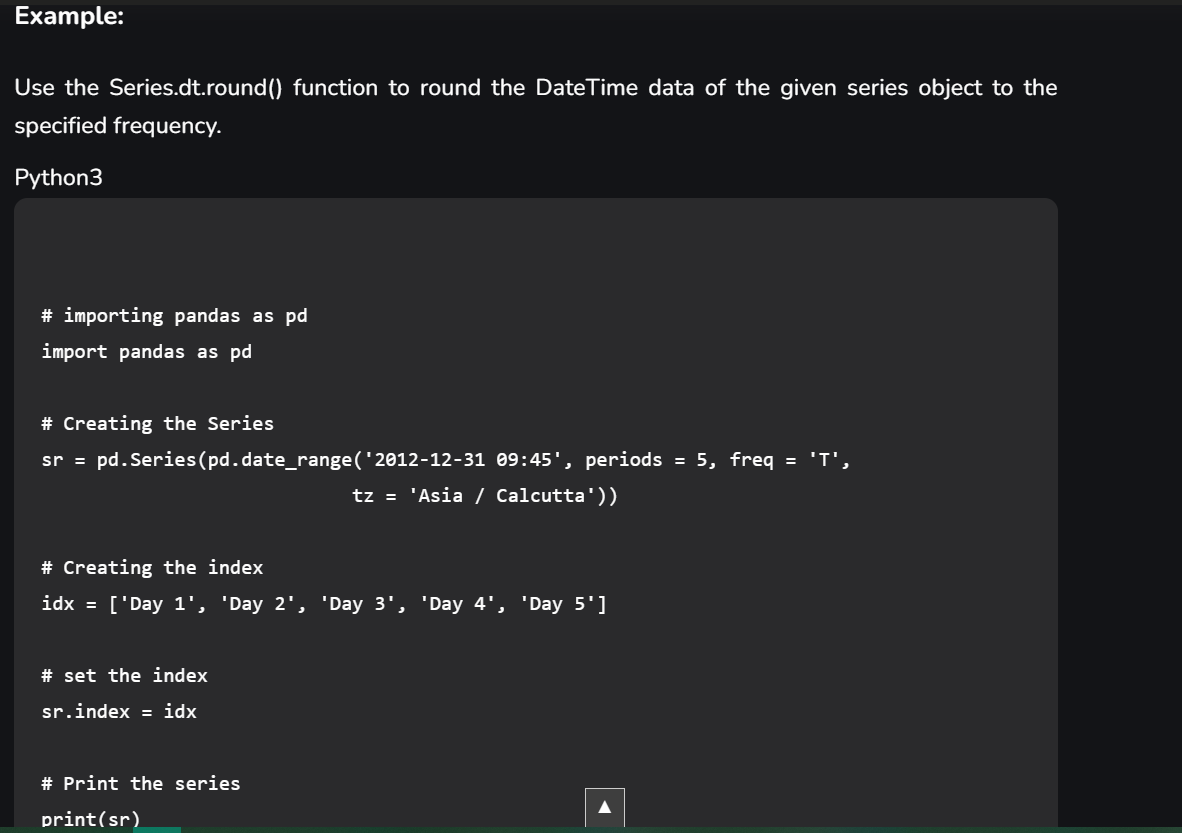 Example:
Use the Series.dt.round() function to round the DateTime data of the given series object to the
specified frequency.
Python3
# importing pandas as pd
import pandas as pd
# Creating the Series
sr = pd.Series(pd.date_range('2012-12-31 09:45', periods = 5, freq = 'T',
tz = 'Asia / Calcutta'))
# Creating the index
idx = ['Day 1', 'Day 2', 'Day 3', 'Day 4', 'Day 5']
# set the index
sr.index = idx
# Print the series
print(sr)